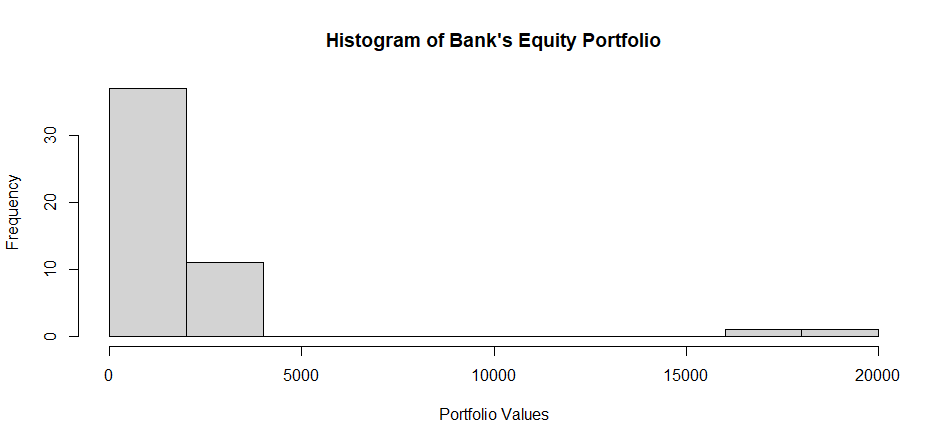 Histogram of Bank's Equity Portfolio
Frequency
30
20
10
0
0 5000 10000 15000 20000
Portfolio Values